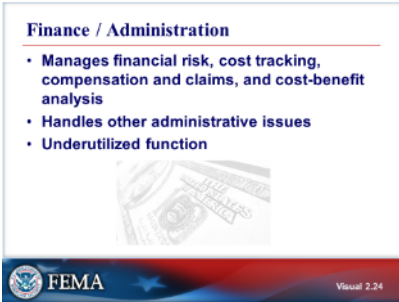 Finance / Administration
• Manages financial risk, cost tracking,
compensation and claims, and cost-benefit
analysis
• Handles other administrative issues
• Underutilized function
THE
FEMA
Visual 2.24